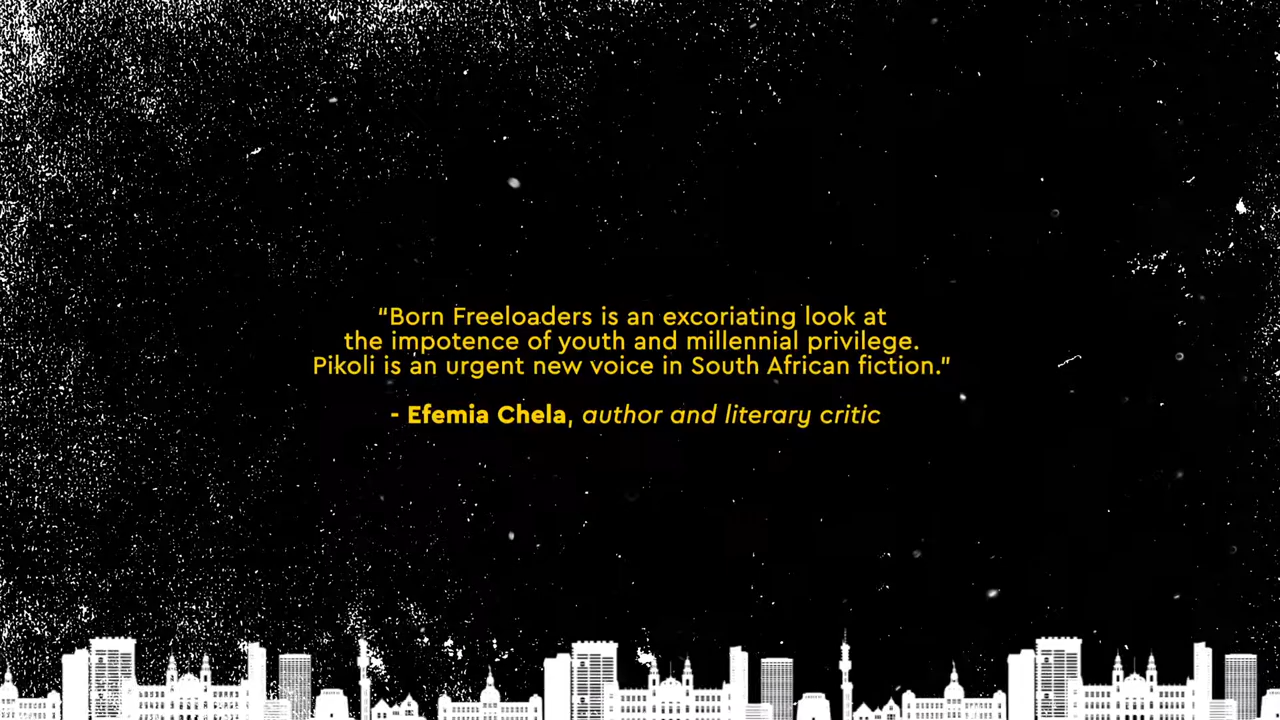 “Born Freeloaders is an excoriating look at
the impotence of youth and millennial privilege.
Pikoli is an urgent new voice in South African fiction.”
- Efemia Chela, author and literary critic